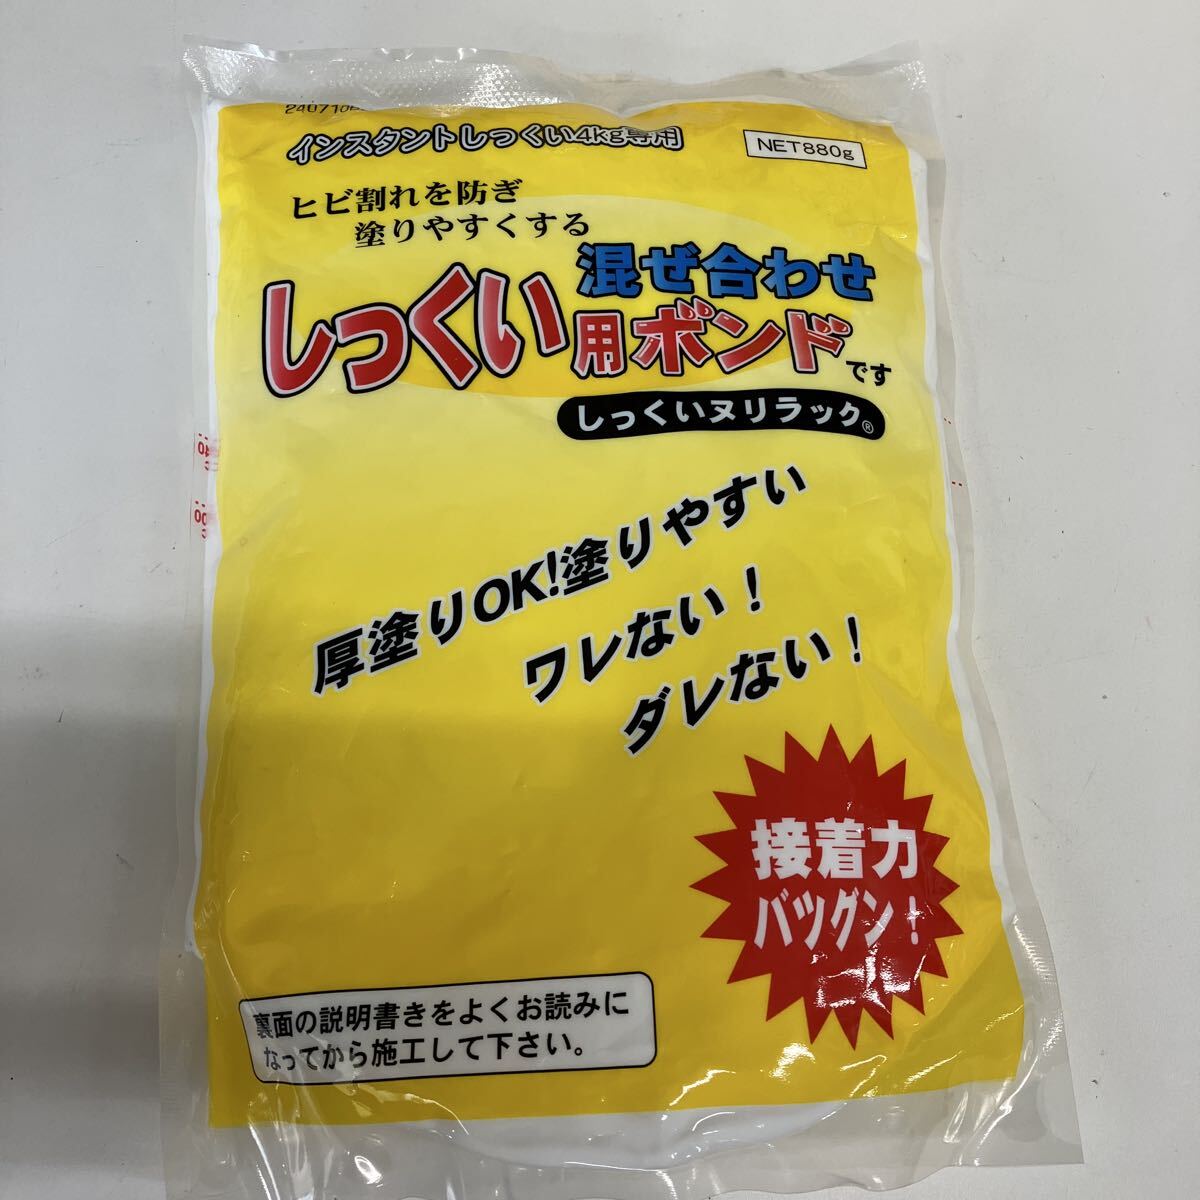 インスタントしっくい4kg専用
NET880g
ヒビ割れを防ぎ
塗りやすくする
しっくい
混ぜ合わせ
用ボンドです
しっくいヌリラック®
厚塗りOK!塗りやすい
ワレない!
ダレない!
接着力
バツグン!
裏面の説明書きをよくお読みに
なってから施工して下さい。